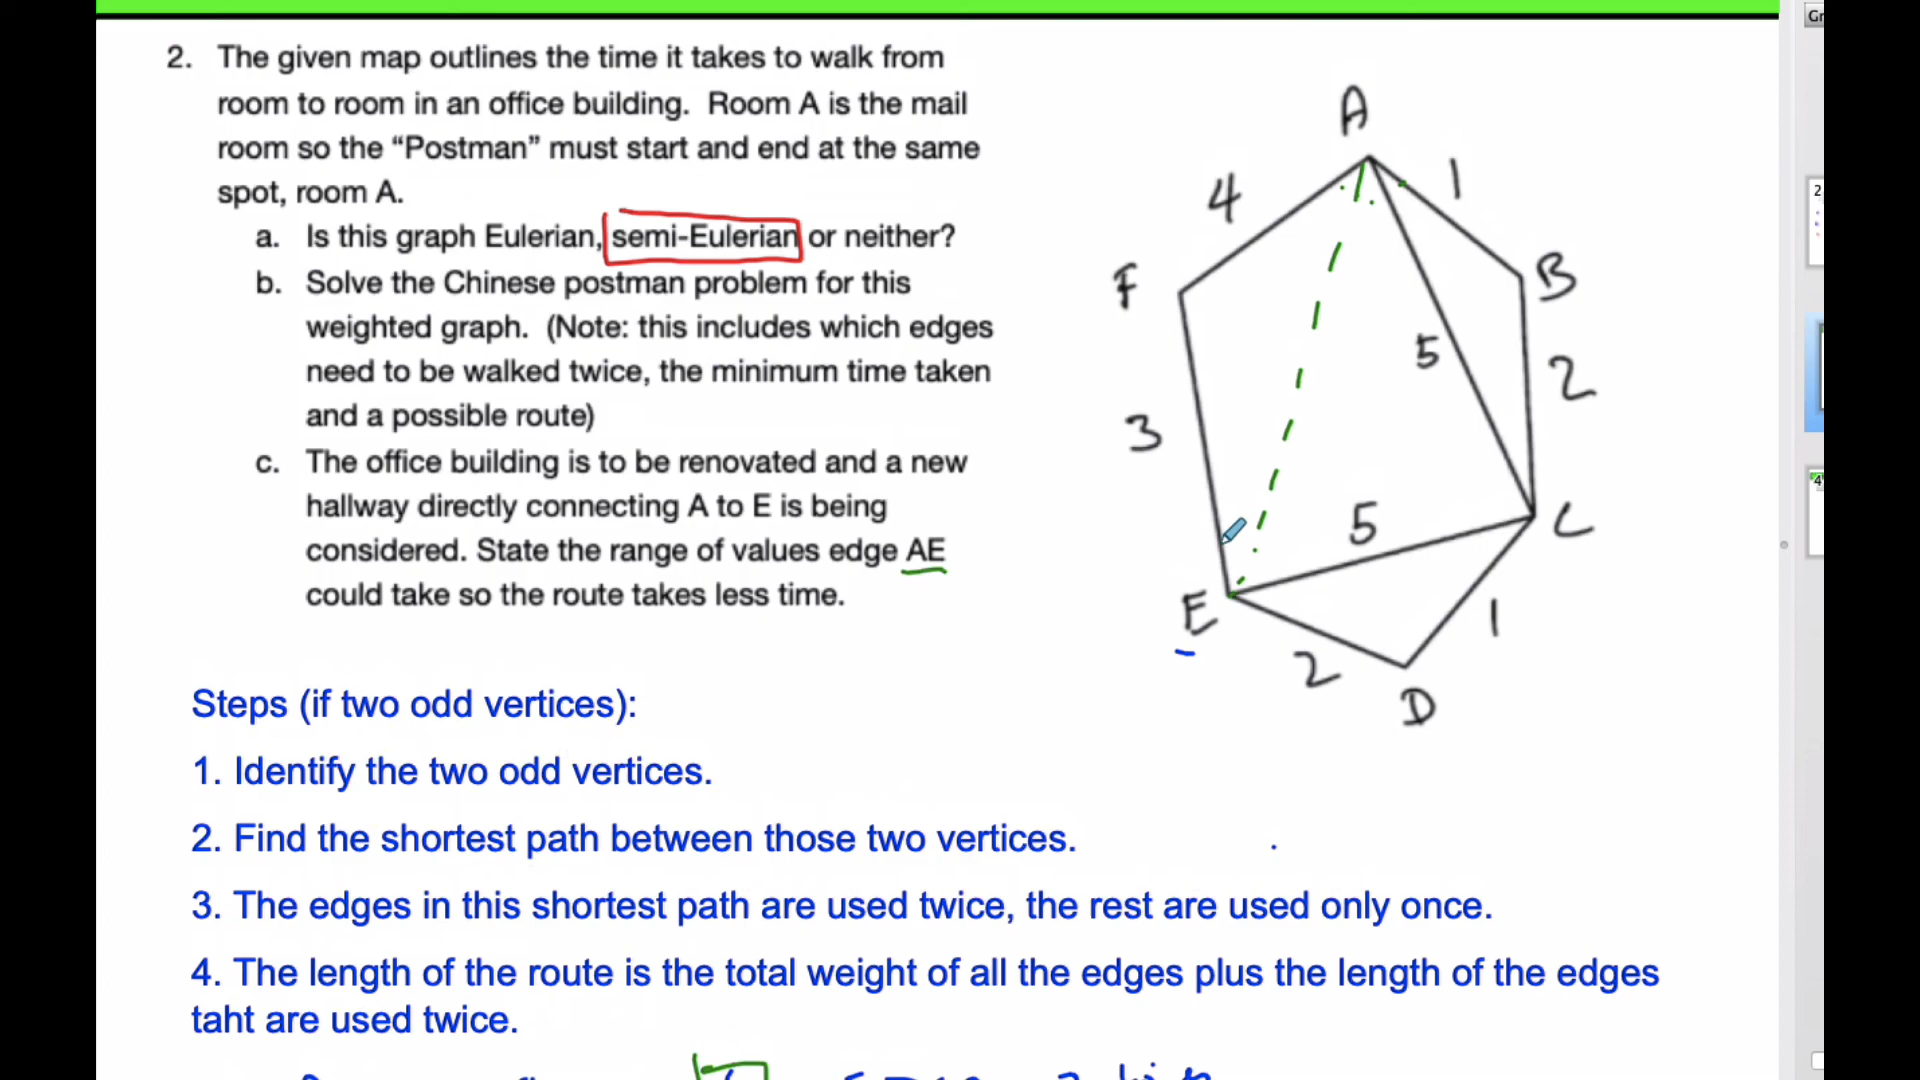 2. The given map outlines the time it takes to walk from
room to room in an office building. Room A is the mail
room so the “Postman” must start and end at the same
spot, room A.
a. Is this graph Eulerian, semi-Eulerian or neither?
b. Solve the Chinese postman problem for this
weighted graph. (Note: this includes which edges
need to be walked twice, the minimum time taken
and a possible route)
c. The office building is to be renovated and a new
hallway directly connecting A to E is being
considered. State the range of values edge AE
could take so the route takes less time.
A
4
1
F
B
5
2
3
5
C
E
1
2
D
Steps (if two odd vertices):
1. Identify the two odd vertices.
2. Find the shortest path between those two vertices.
3. The edges in this shortest path are used twice, the rest are used only once.
4. The length of the route is the total weight of all the edges plus the length of the edges
taht are used twice.
Gr
2
4